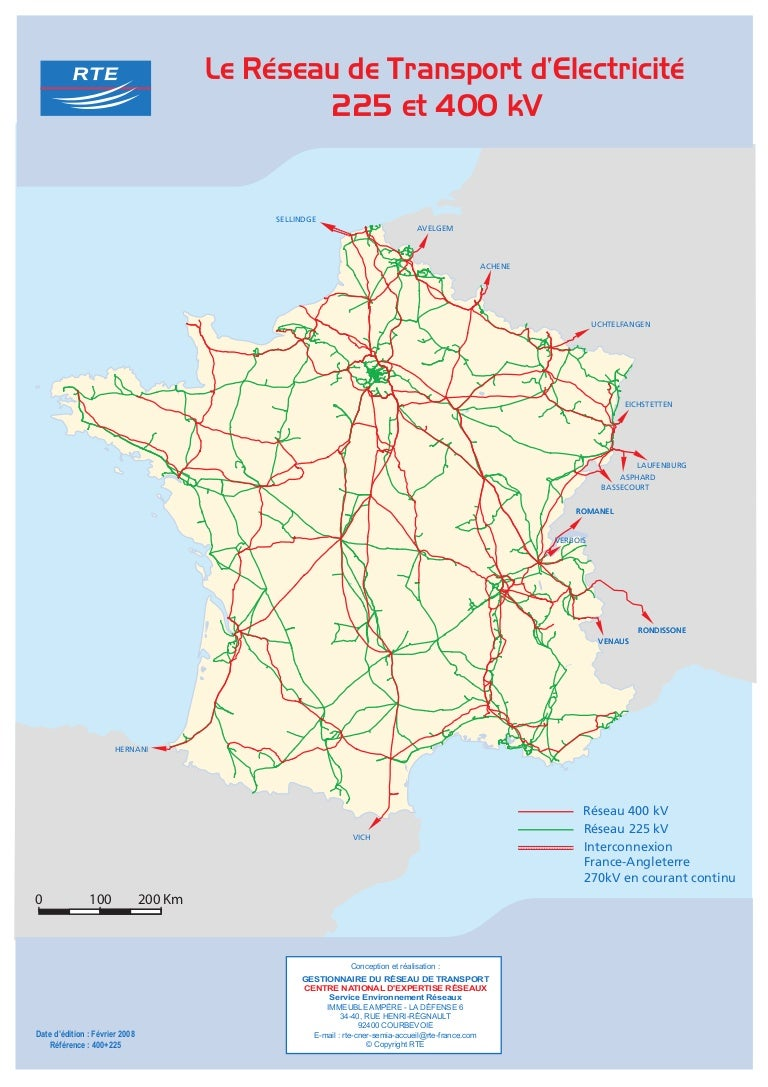 RTE
Le Réseau de Transport d'Electricité
225 et 400 kV
SELLINDGE
AVELGEM
ACHENE
UCHTELFANGEN
EICHSTETTEN
LAUFENBURG
ASPHARD
BASSECOURT
ROMANEL
VERBOIS
RONDISSONE
VENAUS
HERNANI
VICH
Réseau 400 kV
Réseau 225 kV
Interconnexion
France-Angleterre
270kV en courant continu
0 100 200 Km
Conception et réalisation :
GESTIONNAIRE DU RÉSEAU DE TRANSPORT
CENTRE NATIONAL D'EXPERTISE RÉSEAUX
Service Environnement Réseaux
IMMEUBLE AMPÈRE - LA DÉFENSE 6
34-40, RUE HENRI-RÉGNAULT
92400 COURBEVOIE
E-mail : rte-cner-semia-accueil@rte-france.com
© Copyright RTE
Date d'édition : Février 2008
Référence : 400+225